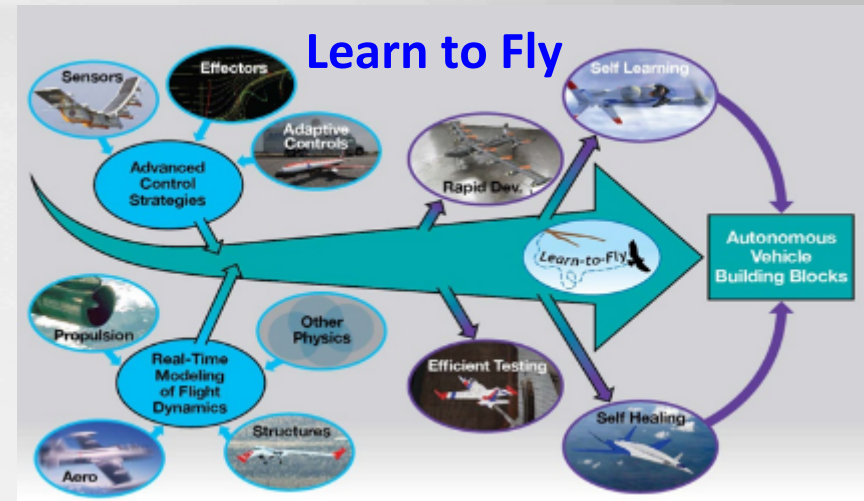 Learn to Fly
Sensors
Effectors
Adaptive
Controls
Advanced
Control
Strategies
Rapid Dev.
Self Learning
Learn-to-Fly
Autonomous
Vehicle
Building Blocks
Propulsion
Other
Physics
Real-Time
Modeling
of Flight
Dynamics
Aero
Structures
Efficient Testing
Self Healing